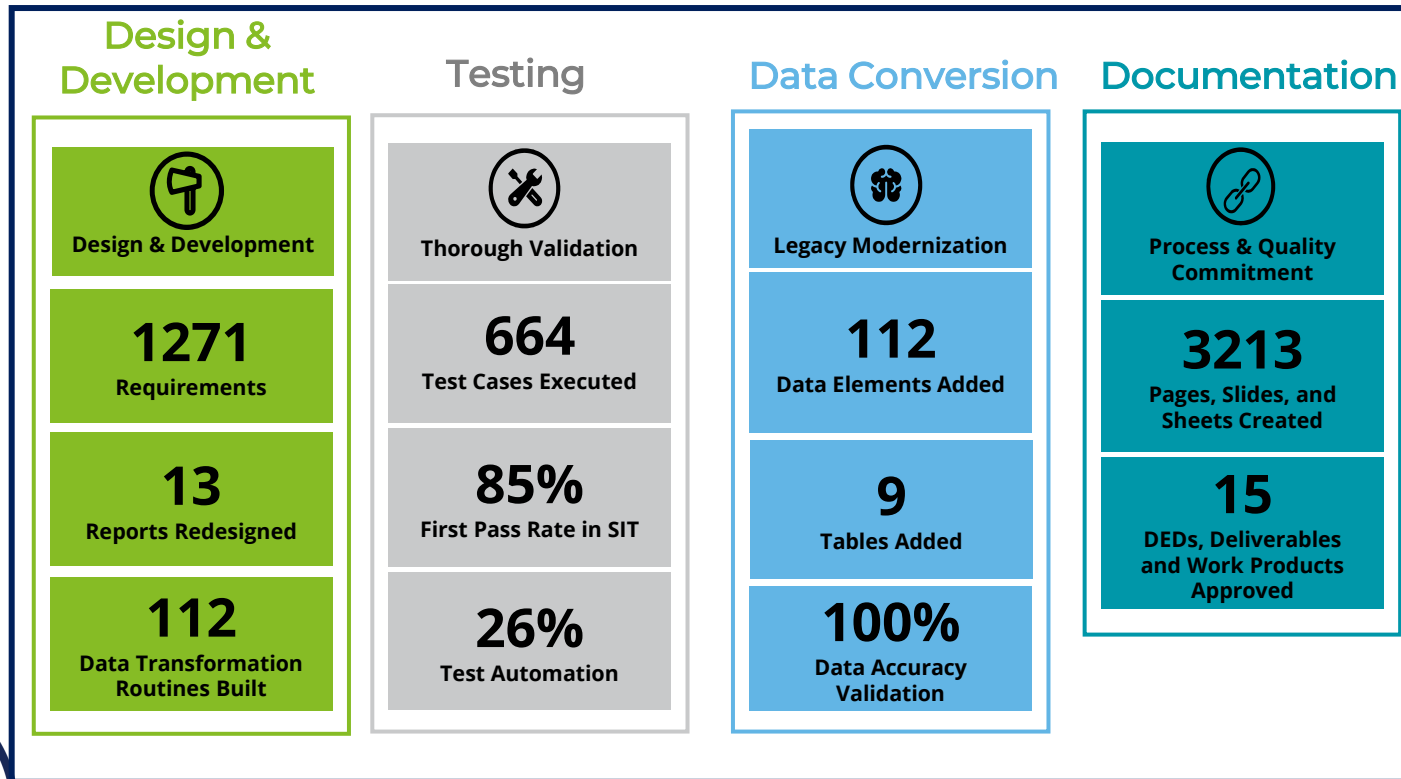 Design &
Development
Design & Development
1271
Requirements
13
Reports Redesigned
112
Data Transformation
Routines Built
Testing
Thorough Validation
664
Test Cases Executed
85%
First Pass Rate in SIT
26%
Test Automation
Data Conversion
Legacy Modernization
112
Data Elements Added
9
Tables Added
100%
Data Accuracy
Validation
Documentation
Process & Quality
Commitment
3213
Pages, Slides, and
Sheets Created
15
DEDs, Deliverables
and Work Products
Approved